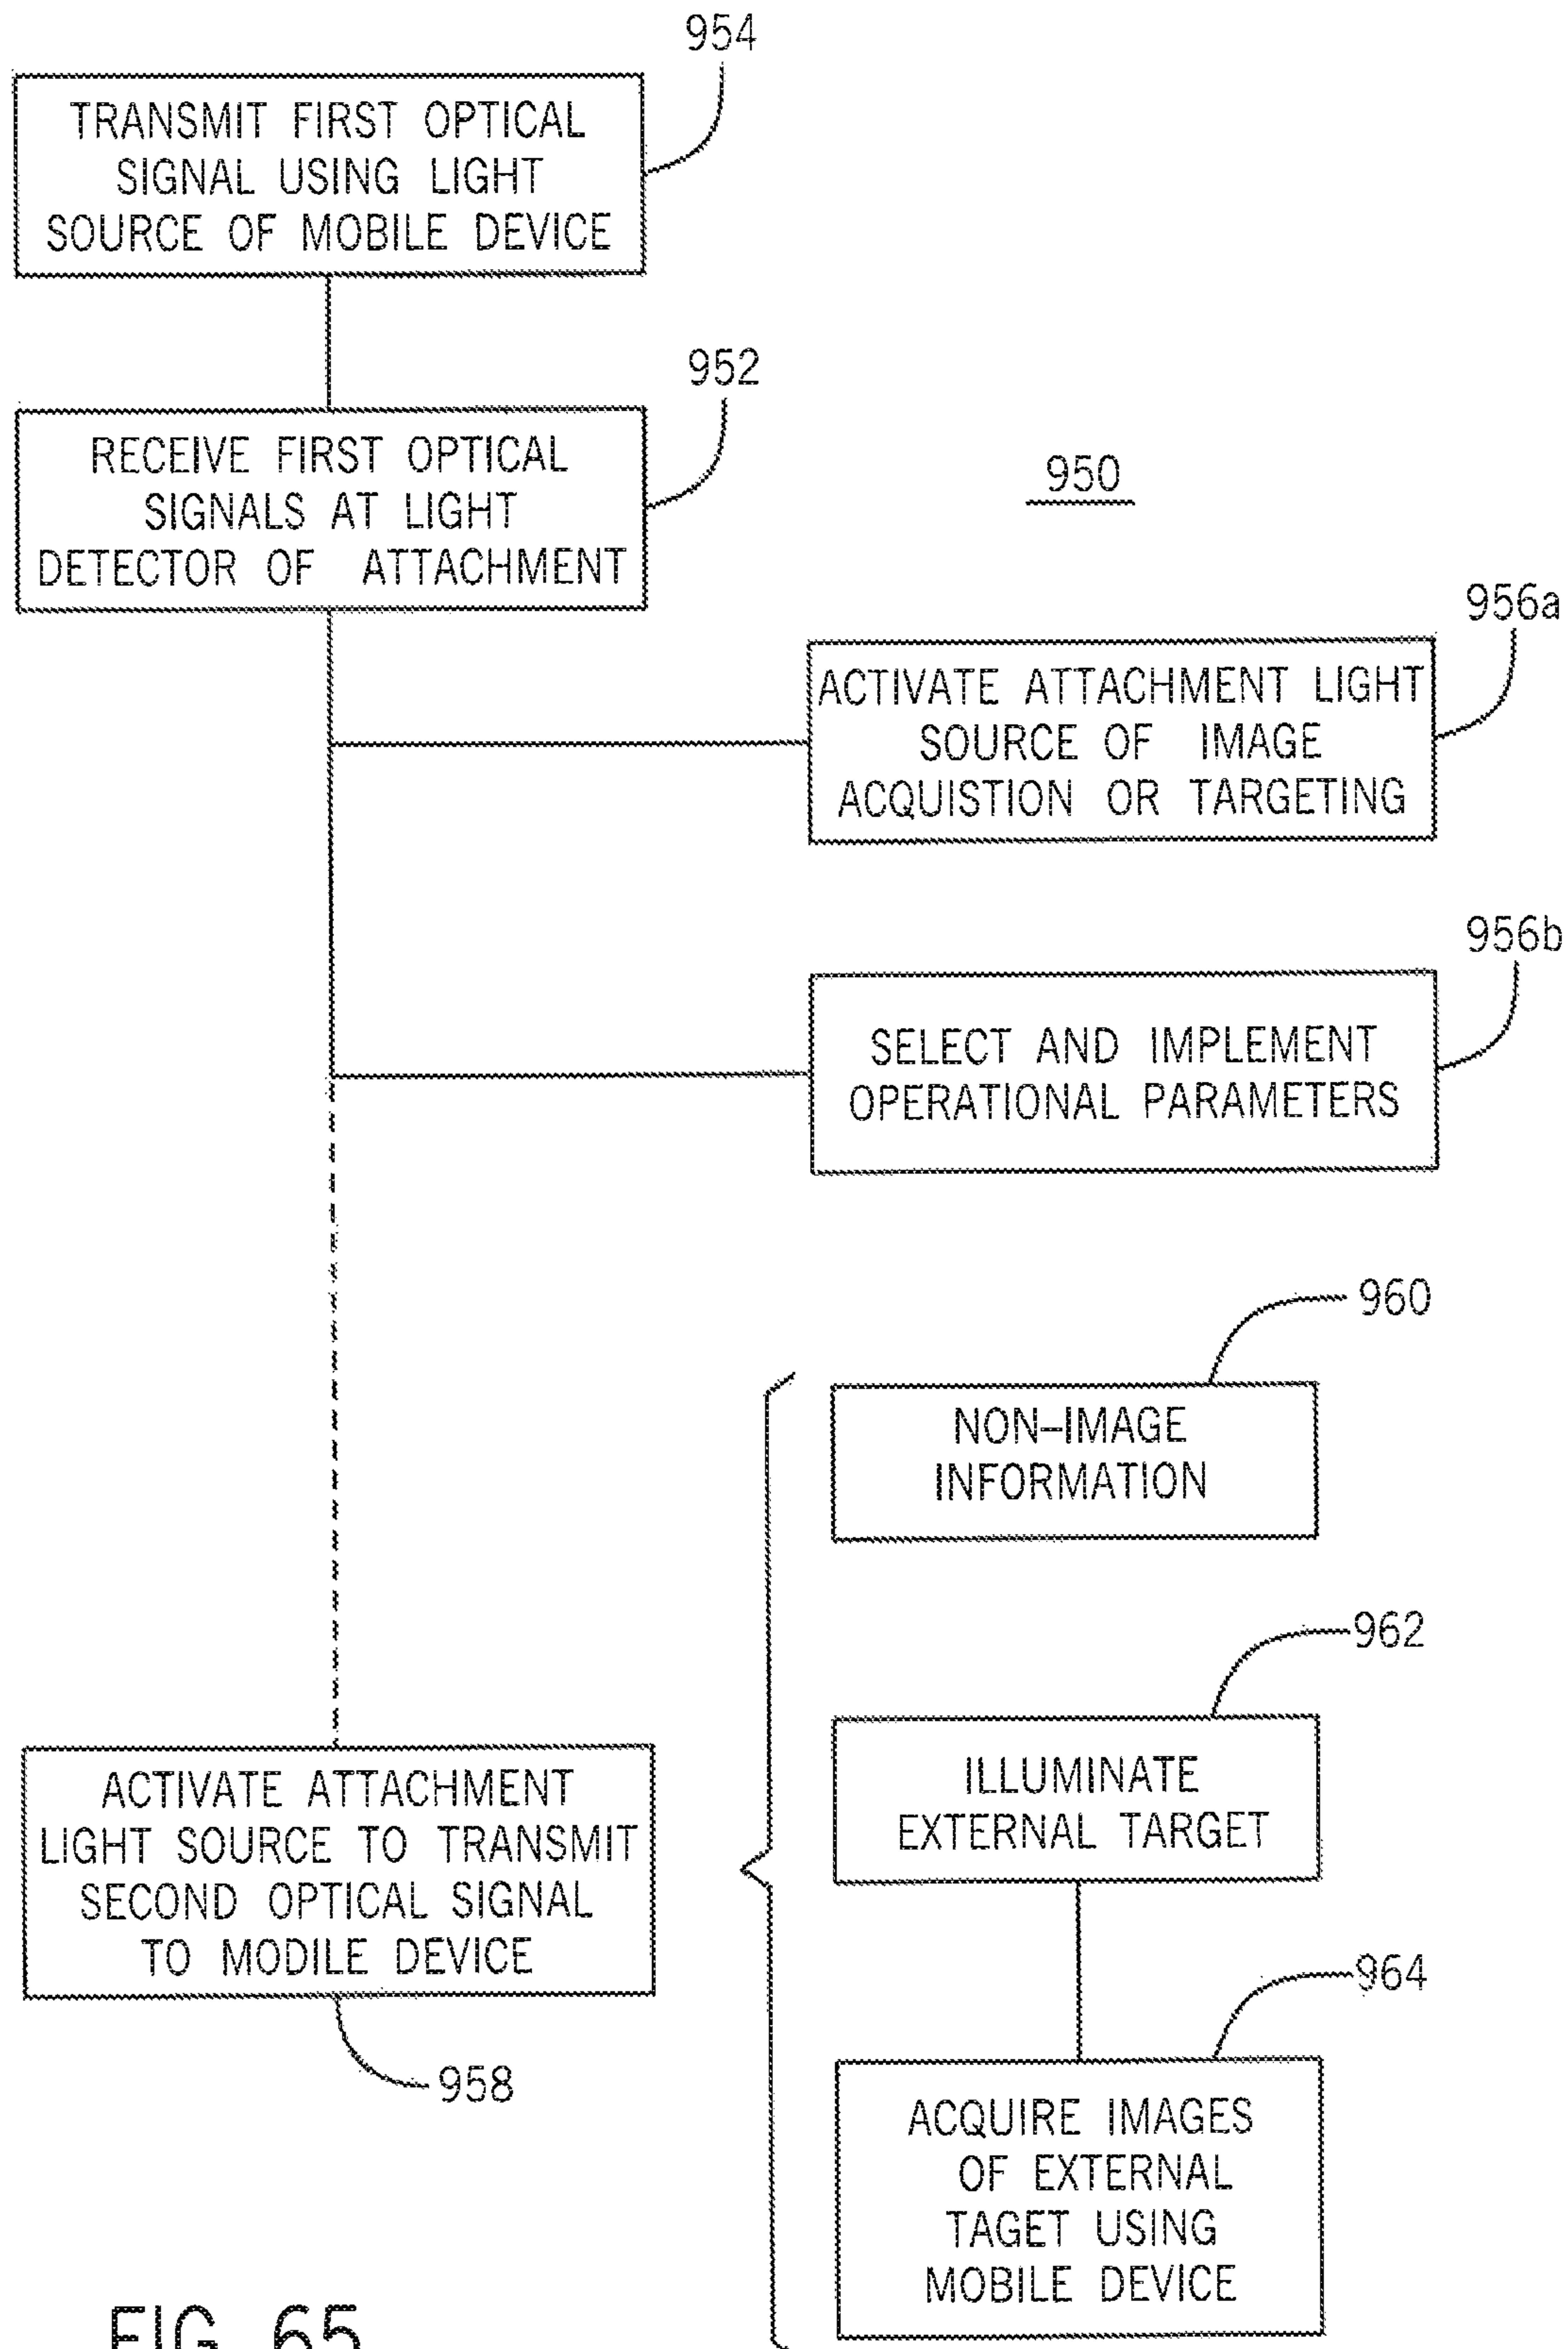 954
TRANSMIT FIRST OPTICAL
SIGNAL USING LIGHT
SOURCE OF MOBILE DEVICE
952
RECEIVE FIRST OPTICAL
SIGNALS AT LIGHT
DETECTOR OF ATTACHMENT
950
956a
ACTIVATE ATTACHMENT LIGHT
SOURCE OF IMAGE
ACQUISTION OR TARGETING
956b
SELECT AND IMPLEMENT
OPERATIONAL PARAMETERS
960
NON–IMAGE
INFORMATION
962
ILLUMINATE
EXTERNAL TARGET
ACTIVATE ATTACHMENT
LIGHT SOURCE TO TRANSMIT
SECOND OPTICAL SIGNAL
TO MODILE DEVICE
958
964
ACQUIRE IMAGES
OF EXTERNAL
TAGET USING
MOBILE DEVICE
FIG. 65